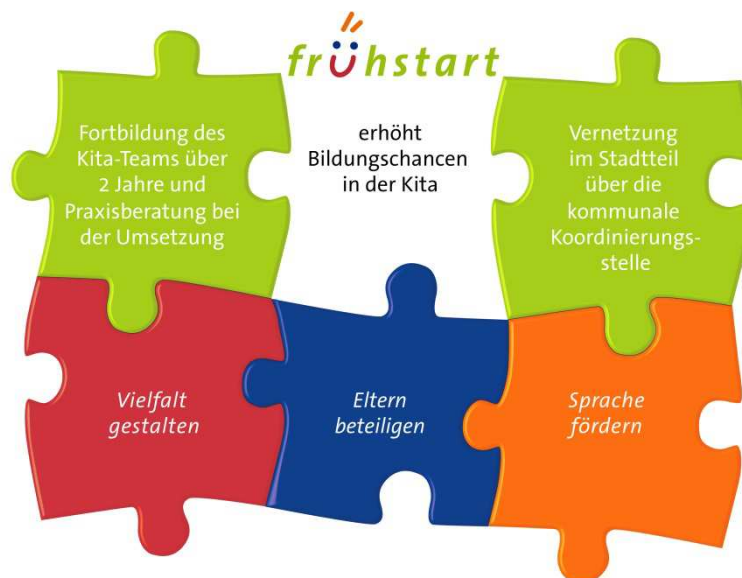 frühstart
erhöht
Bildungschancen
in der Kita
Fortbildung des
Kita-Teams über
2 Jahre und
Praxisberatung bei
der Umsetzung
Vernetzung
im Stadtteil
über die
kommunale
Koordinierungs-
stelle
Vielfalt
gestalten
Eltern
beteiligen
Sprache
fördern